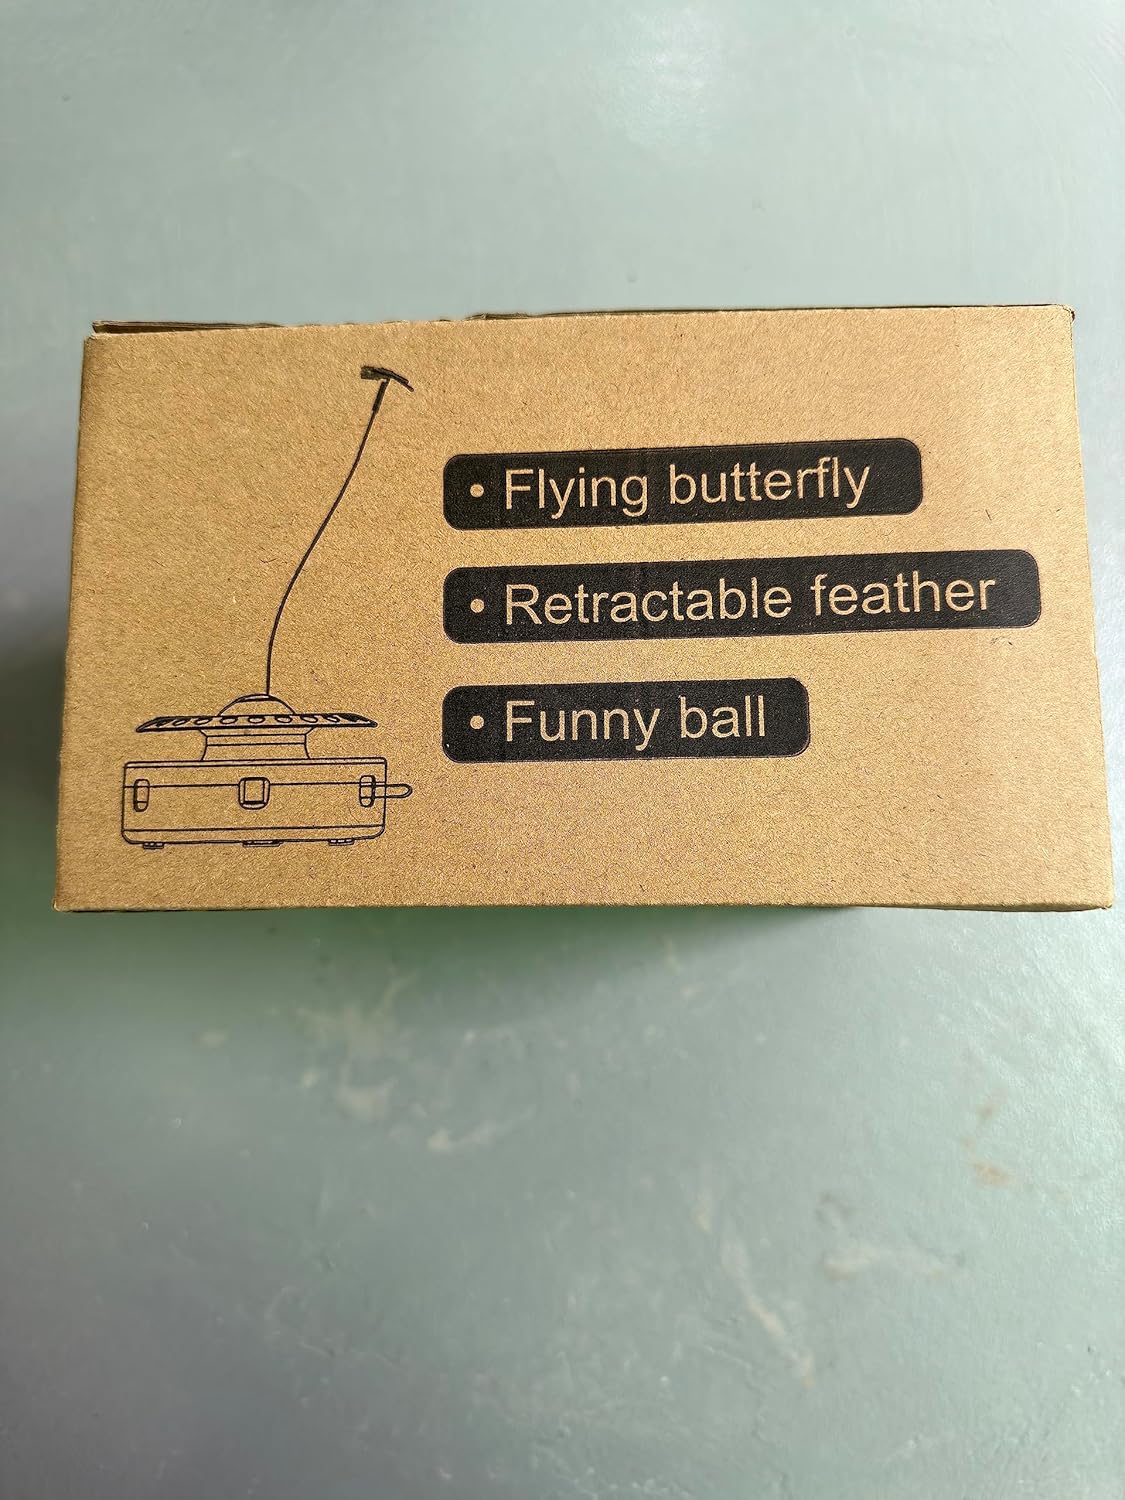 • Flying butterfly
• Retractable feather
• Funny ball